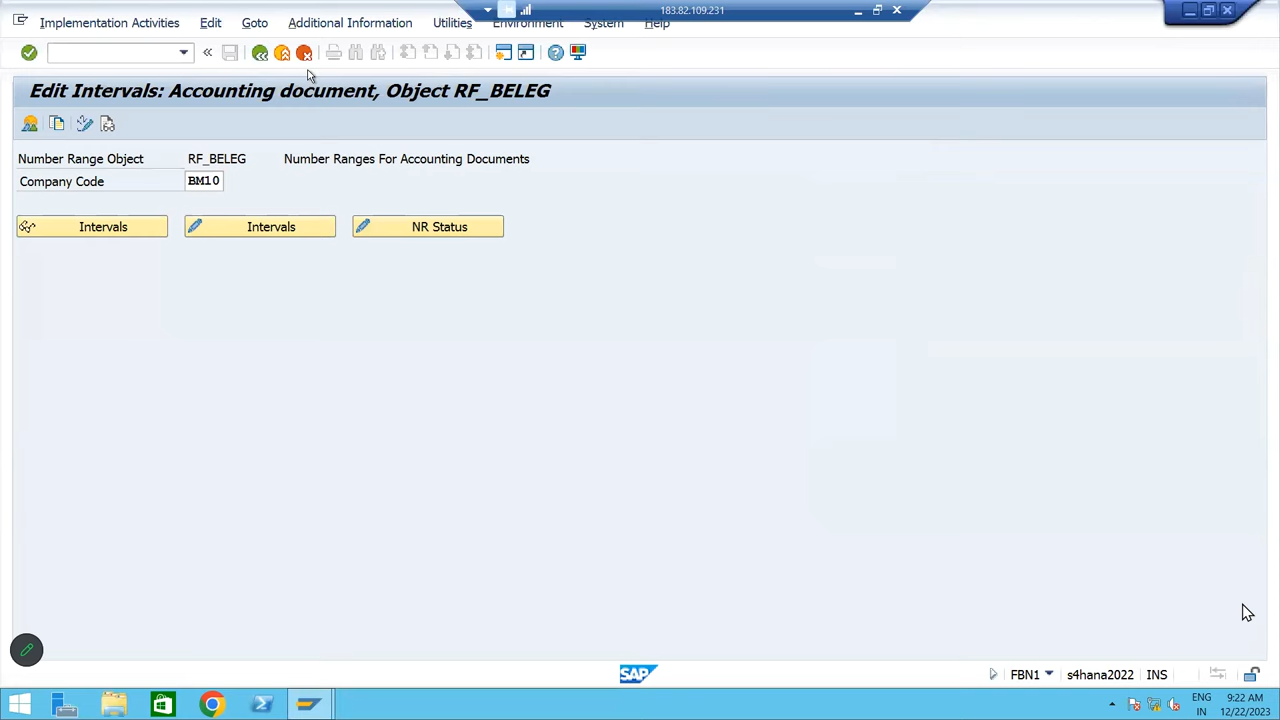 183.82.109.231
Implementation Activities Edit Goto Additional Information Utilities Environment System Help
Edit Intervals: Accounting document, Object RF_BELEG
Number Range Object RF_BELEG Number Ranges For Accounting Documents
Company Code BM10
Intervals Intervals NR Status
SAP FBN1 s4hana2022 INS
ENG 9:22 AM
IN 12/22/2023